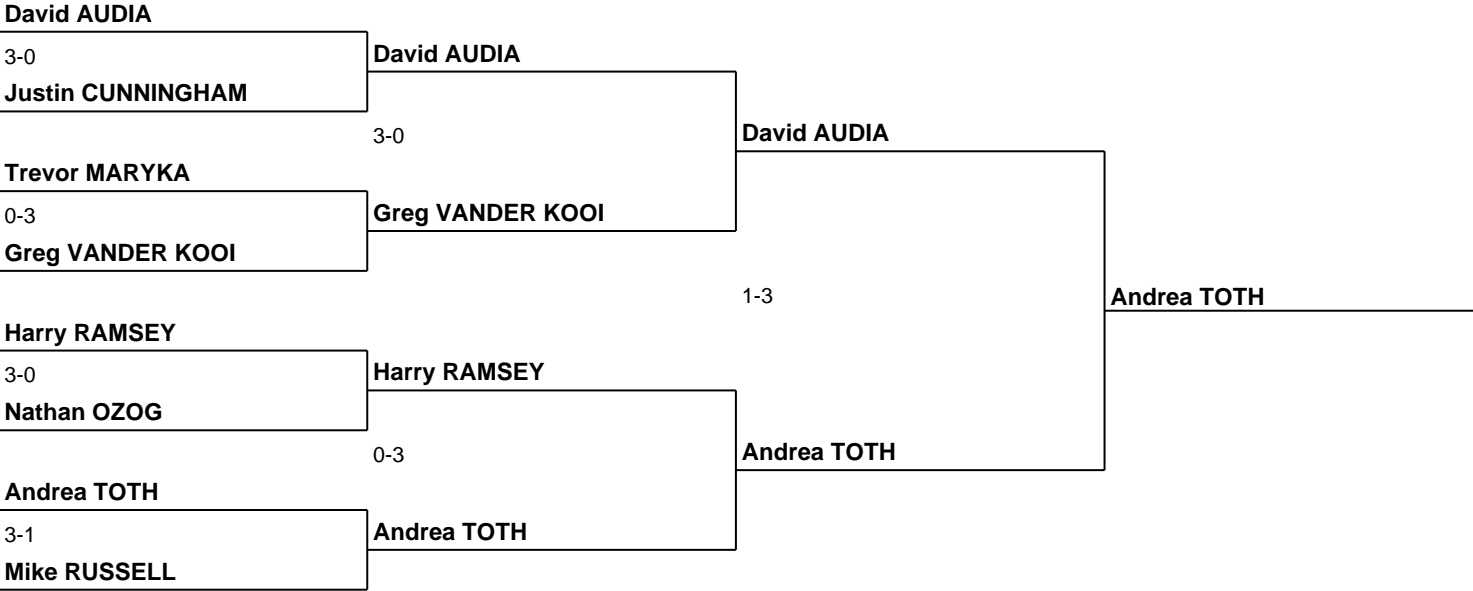 David AUDIA
3-0
Justin CUNNINGHAM
Trevor MARYKA
0-3
Greg VANDER KOOI
Harry RAMSEY
3-0
Nathan OZOG
Andrea TOTH
3-1
Mike RUSSELL
David AUDIA
3-0
Greg VANDER KOOI
Harry RAMSEY
0-3
Andrea TOTH
David AUDIA
1-3
Andrea TOTH
Andrea TOTH